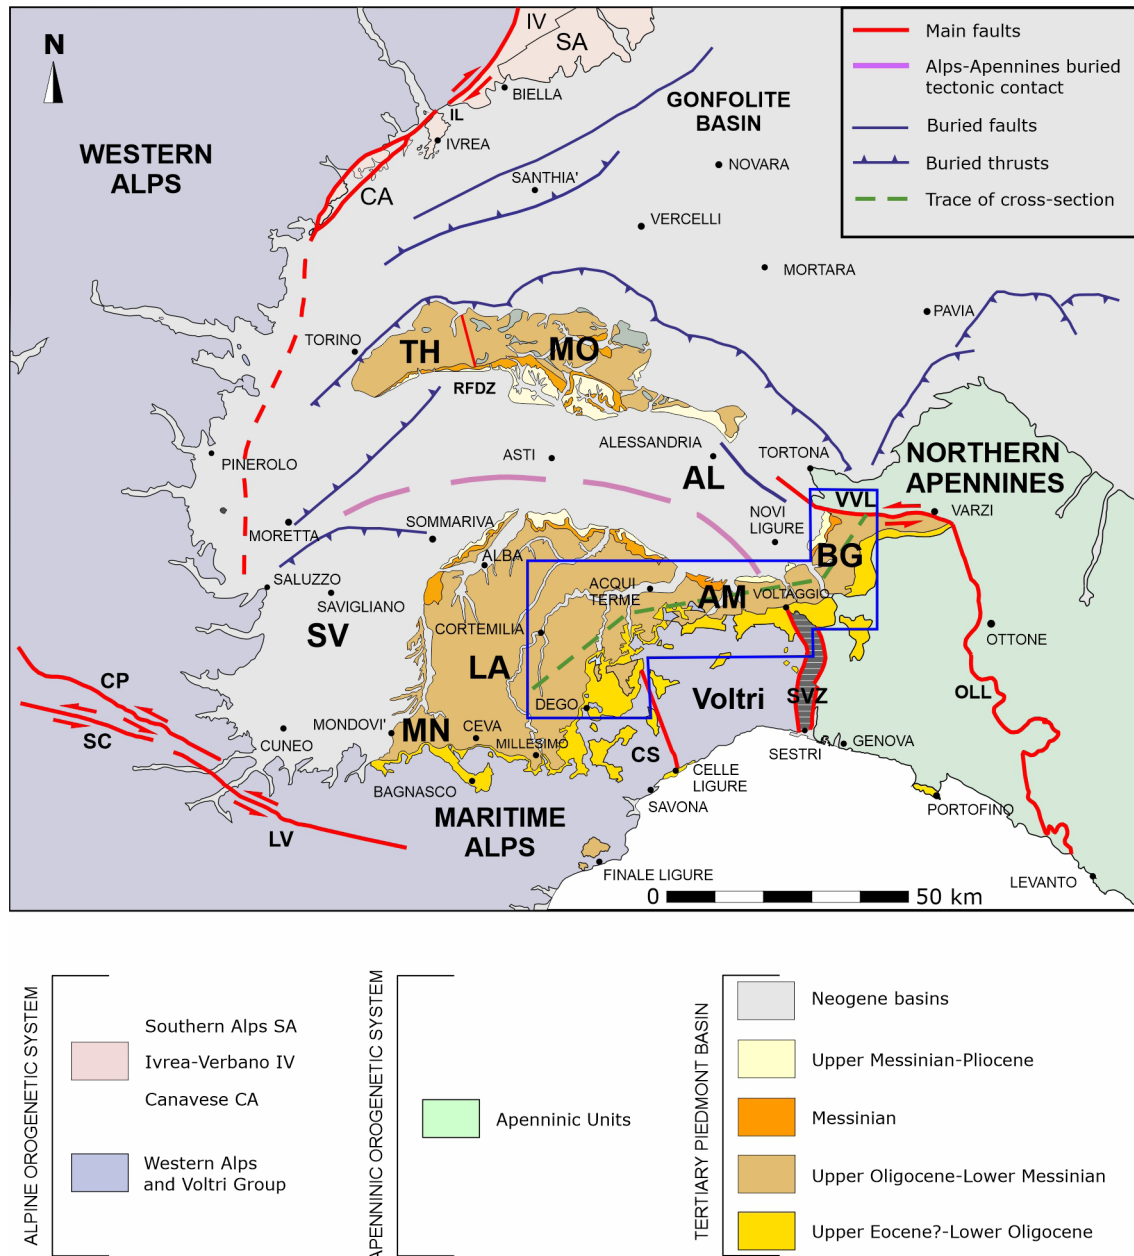 N
IV
SA
BIELLA
IL
IVREA
CA
WESTERN
ALPS
GONFOLITE
BASIN
NOVARA
SANTHIA'
VERCELLI
MORTARA
PAVIA
Main faults
Alps-Apennines buried
tectonic contact
Buried faults
Buried thrusts
Trace of cross-section
TORINO
TH
MO
RFDZ
PINEROLO
ASTI
ALESSANDRIA
AL
TORTONA
NORTHERN
APENNINES
VVL
VARZI
NOVI
LIGURE
BG
MORETTA
SOMMARIVA
ALBA
SALUZZO
SAVIGLIANO
ACQUI
TERME
AM
VOLTAGGIO
SV
CORTEMILIA
LA
OTTONE
CP
SC
DEGO
Voltri
SVZ
OLL
MONDOVI'
MN
CEVA
MILLESIMO
CUNEO
CS
SESTRI
GENOVA
BAGNASCO
CELLE
LIGURE
SAVONA
PORTOFINO
MARITIME
ALPS
LV
FINALE LIGURE
LEVANTO
0
50 km
ALPINE OROGENETIC SYSTEM
Southern Alps SA
Ivrea-Verbano IV
Canavese CA
Western Alps
and Voltri Group
APENNINIC OROGENETIC SYSTEM
Apenninic Units
TERTIARY PIEDMONT BASIN
Neogene basins
Upper Messinian-Pliocene
Messinian
Upper Oligocene-Lower Messinian
Upper Eocene?-Lower Oligocene